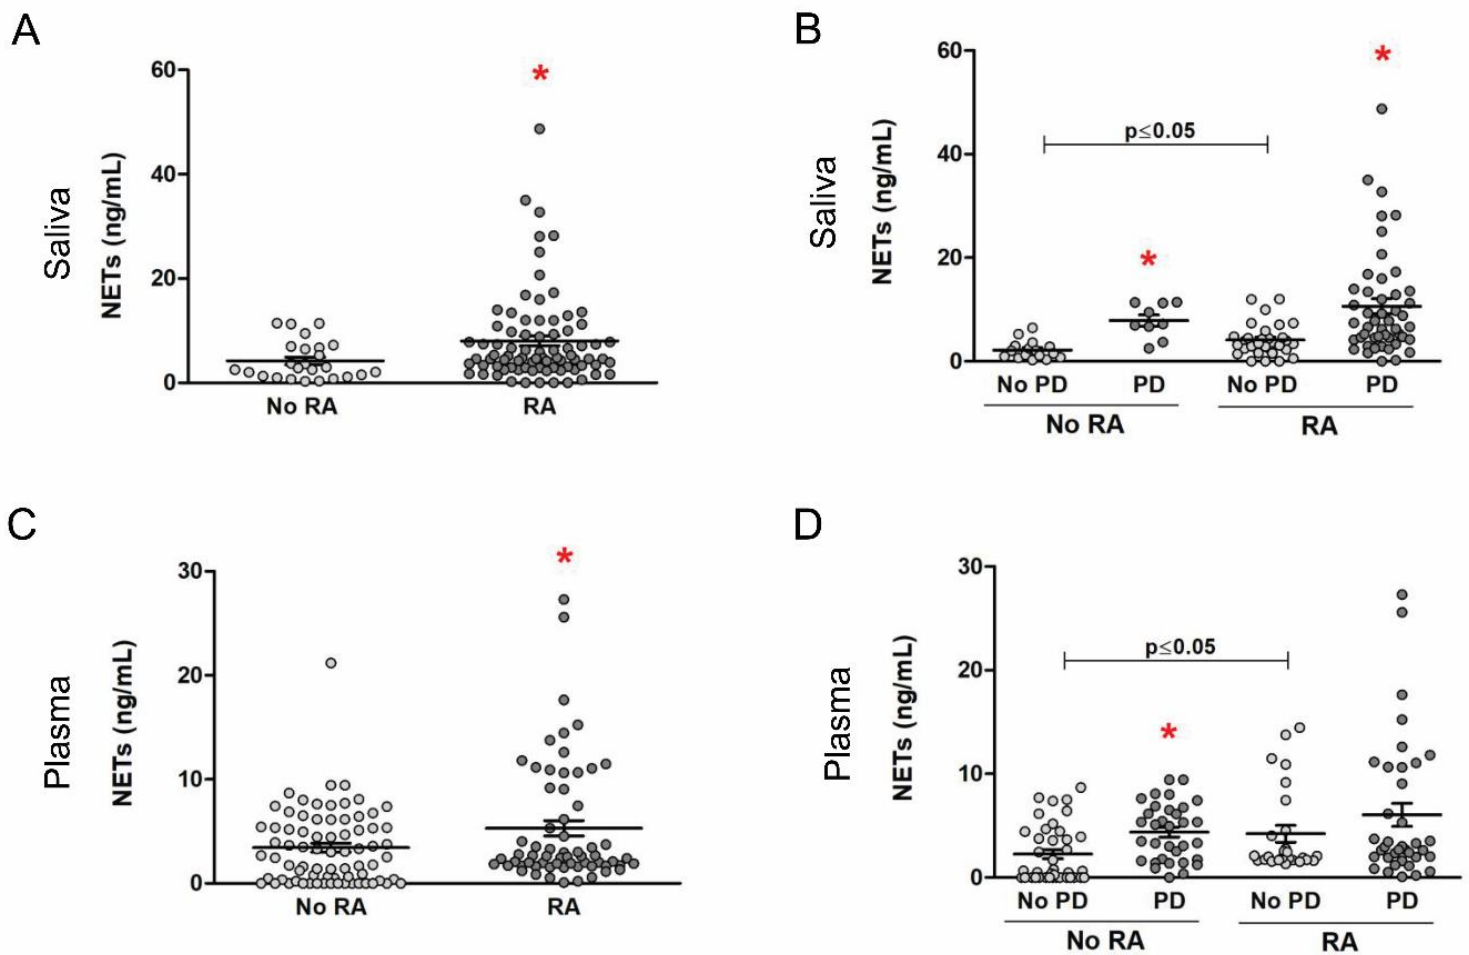 A
Saliva
NETs (ng/mL)
60
40
20
0
*
No RA
RA
B
Saliva
NETs (ng/mL)
60
40
20
0
p≤0.05
*
*
No PD
PD
No PD
PD
No RA
RA
C
Plasma
NETs (ng/mL)
30
20
10
0
*
No RA
RA
D
Plasma
NETs (ng/mL)
30
20
10
0
p≤0.05
*
No PD
PD
No PD
PD
No RA
RA